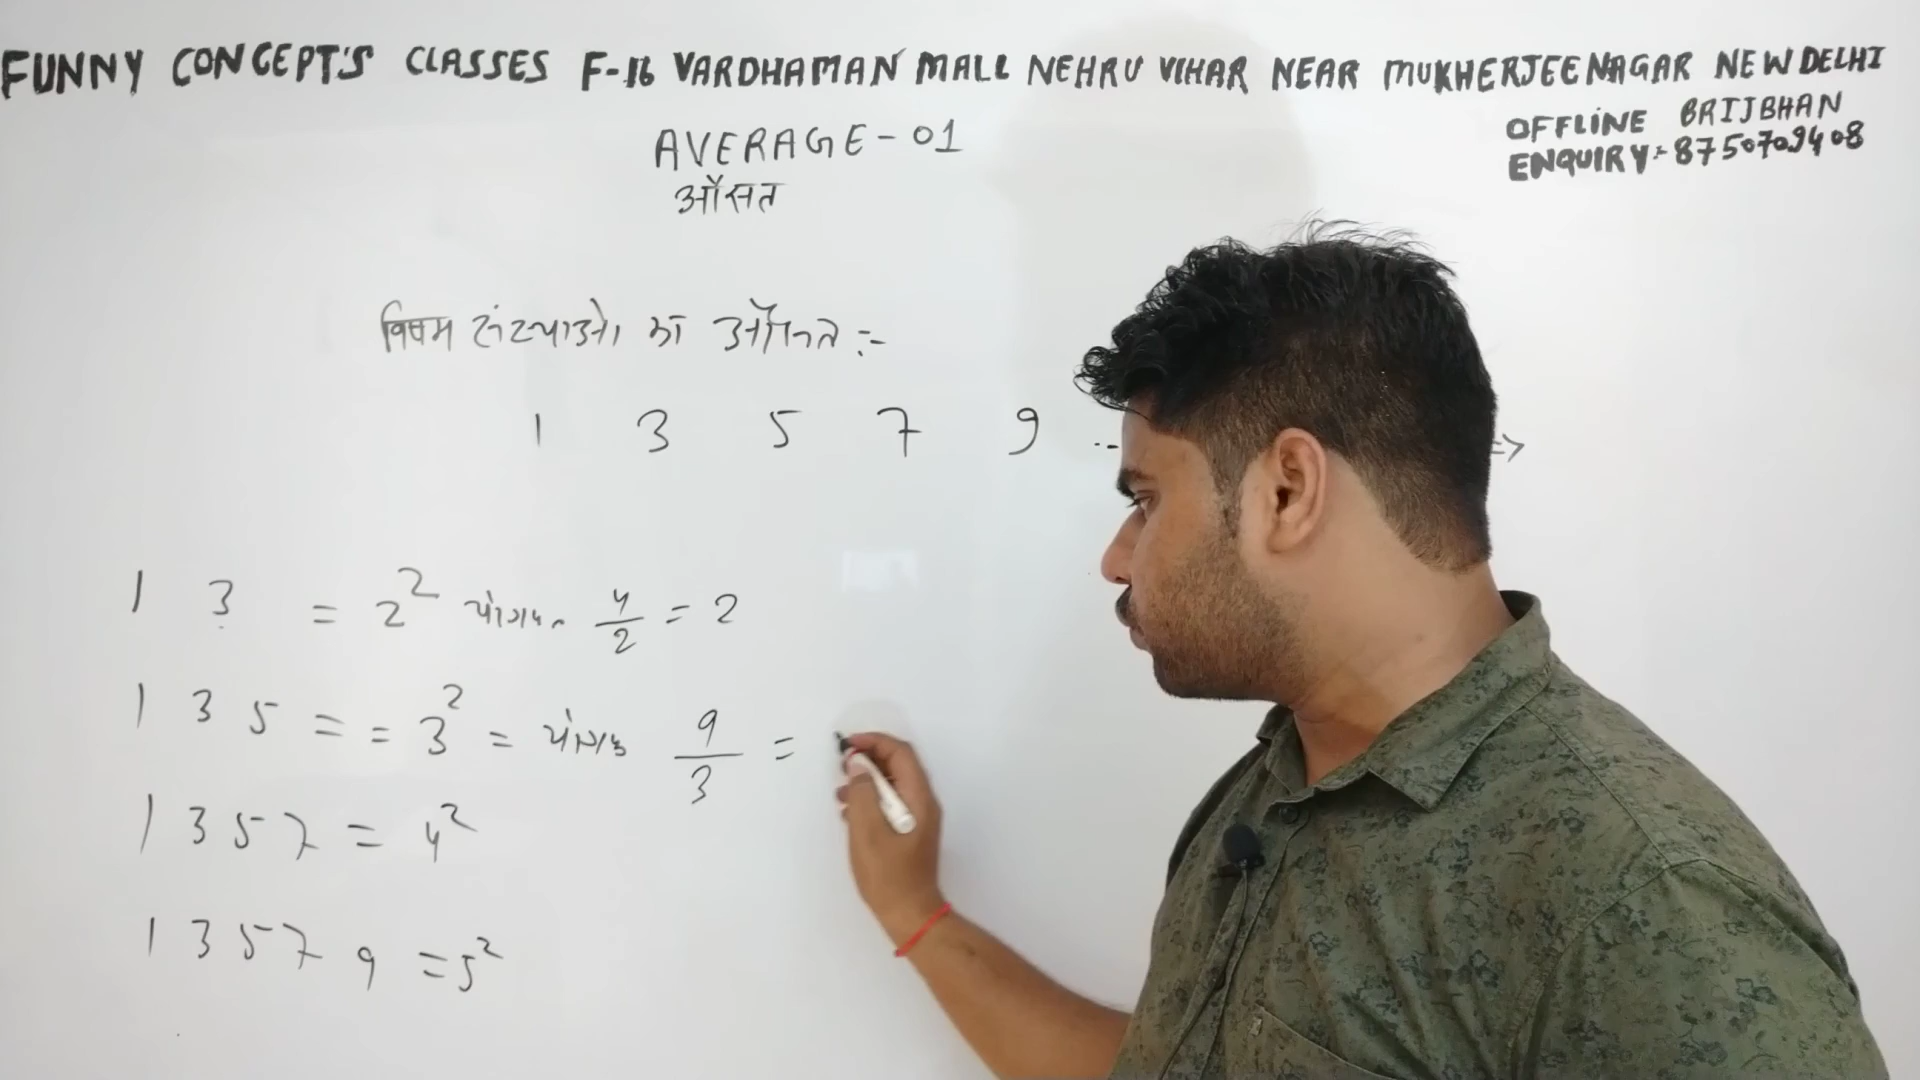 FUNNY CONCEPT'S CLASSES F-16 VARDHAMAN MALL NEHRU VIHAR NEAR MUKHERJEE NAGAR NEW DELHI
OFFLINE BRIJBHAN
ENQUIRY:- 8750709408
AVERAGE-01
औसत
विषम संख्याओं का औसत :-
1 3 5 7 9 ...
1 3 = 2² योगफल 4/2 = 2
1 3 5 = = 3² = योगफल 9/3 =
1 3 5 7 = 4²
1 3 5 7 9 = 5²